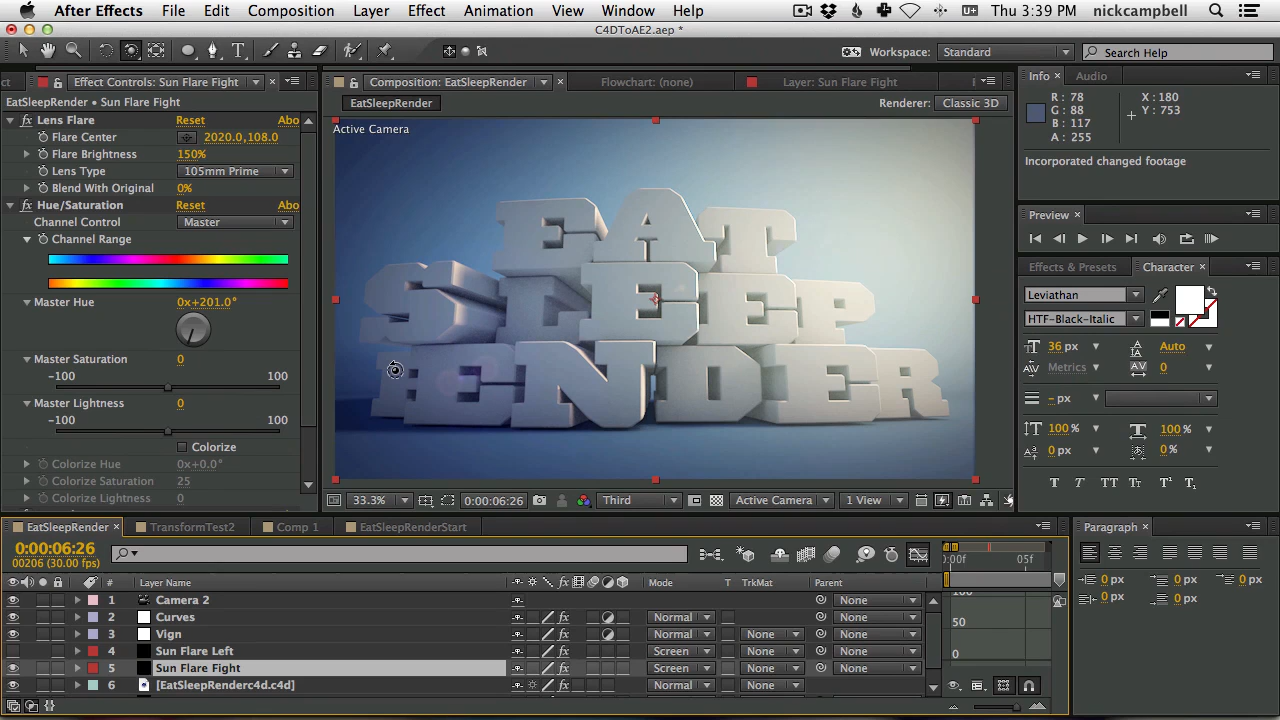 After Effects File Edit Composition Layer Effect Animation View Window Help Thu 3:39 PM nickcampbell
C4DToAE2.aep *
Workspace: Standard Search Help
Effect Controls: Sun Flare Fight
Composition: EatSleepRender
Flowchart: (none)
Layer: Sun Flare Fight
Info Audio
EatSleepRender • Sun Flare Fight
EatSleepRender
Renderer: Classic 3D
R: 78
G: 88
B: 117
A: 255
X: 180
Y: 753
Incorporated changed footage
Lens Flare Reset Abo
Flare Center 2020.0,108.0
Flare Brightness 150%
Lens Type 105mm Prime
Blend With Original 0%
Hue/Saturation Reset Abo
Channel Control Master
Channel Range
Master Hue 0x+201.0°
Master Saturation 0
-100 100
Master Lightness 0
-100 100
Colorize
Colorize Hue 0x+0.0°
Colorize Saturation 25
Colorize Lightness 0
Active Camera
EAT
SLEEP
RENDER
33.3% 0:00:06:26 Third Active Camera 1 View
Preview
Effects & Presets Character
Leviathan
HTF-Black-Italic
36 px Auto
Metrics 0
- px
100 % 100 %
0 px 0 %
T T TT Tt T¹ T₁
EatSleepRender TransformTest2 Comp 1 EatSleepRenderStart
0:00:06:26
00206 (30.00 fps)
:00f 05f
# Layer Name Mode T TrkMat Parent
1 Camera 2 None
2 Curves Normal None
3 Vign Normal None None
4 Sun Flare Left Screen None None
5 Sun Flare Fight Screen None None
6 [EatSleepRenderc4d.c4d] Normal None None
100
50
0
Paragraph
0 px 0 px 0 px
0 px 0 px